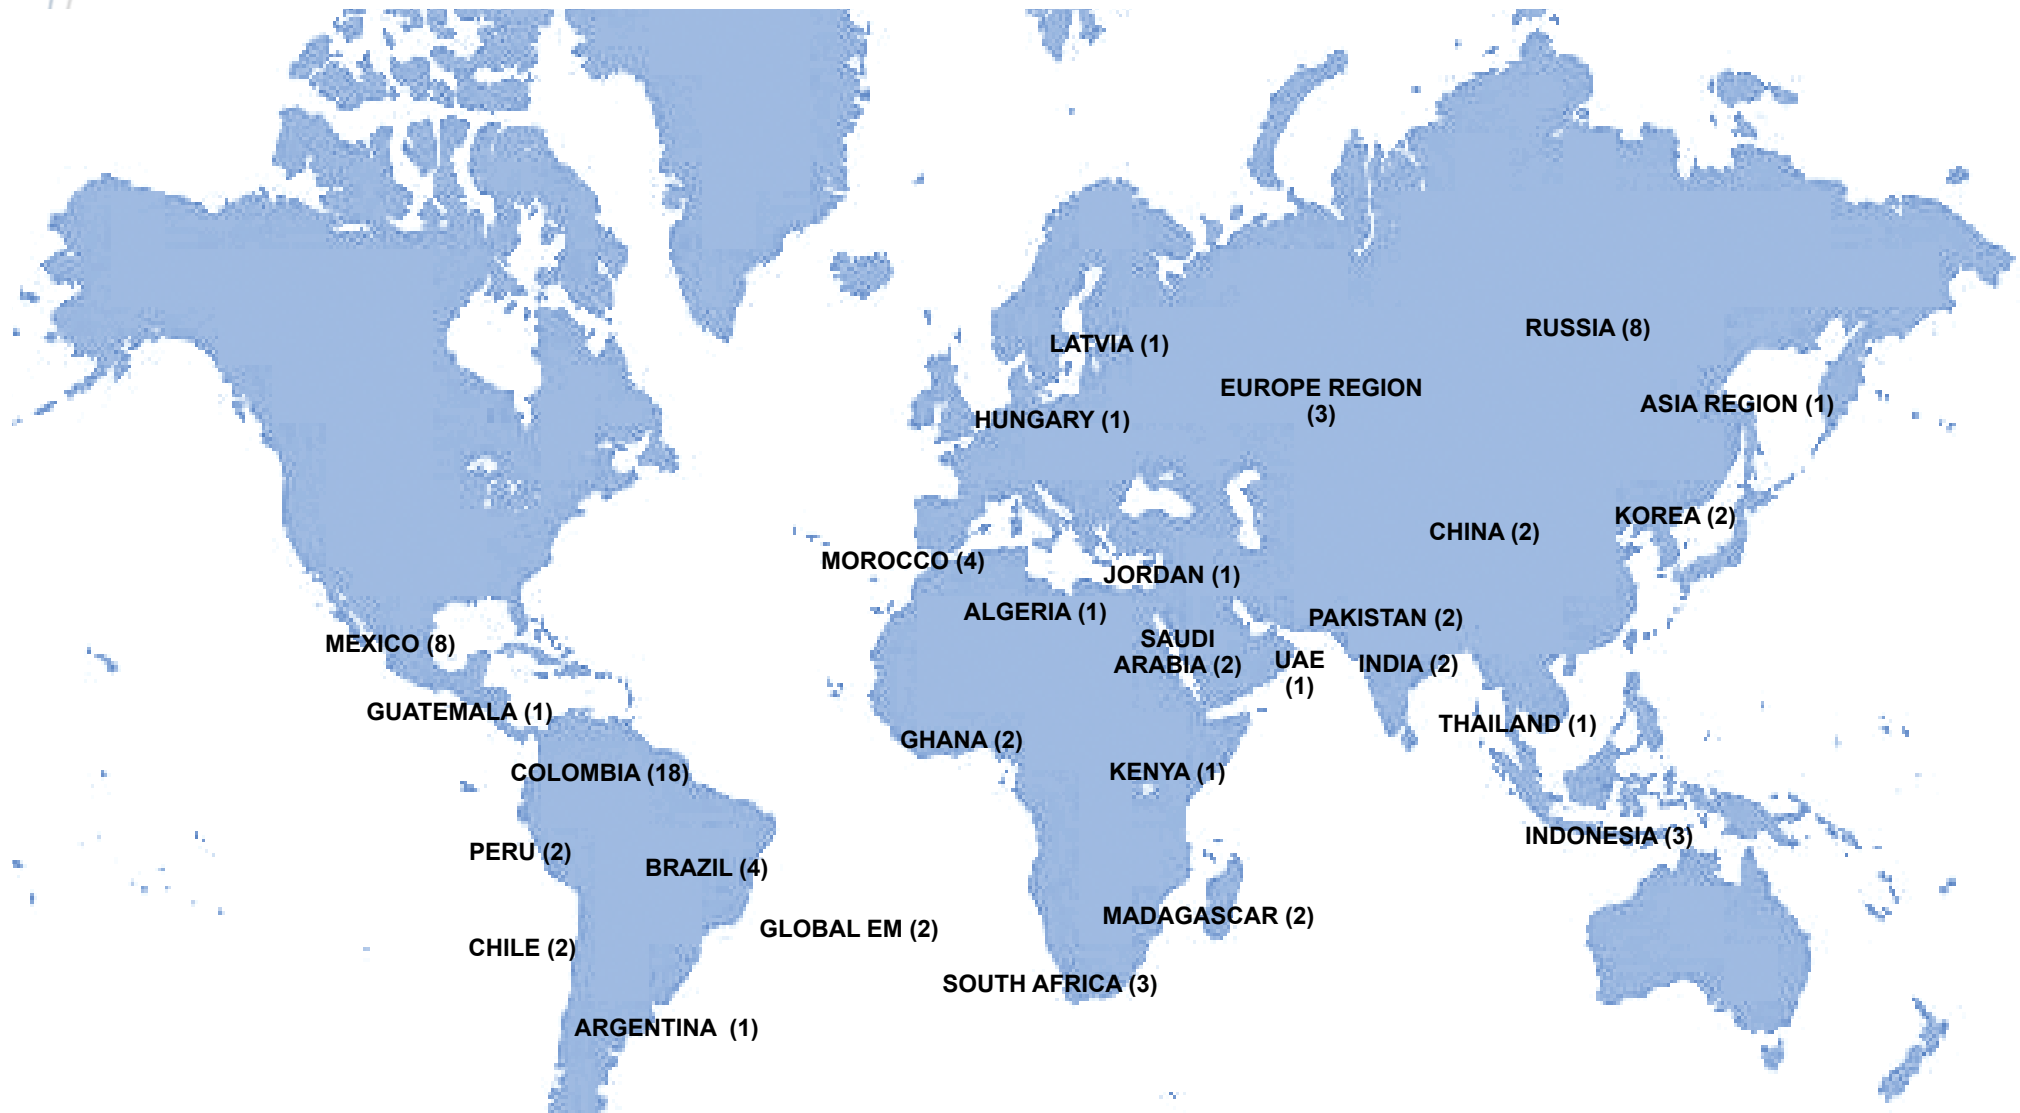 RUSSIA (8)
LATVIA (1)
EUROPE REGION
(3)
ASIA REGION (1)
HUNGARY (1)
KOREA (2)
CHINA (2)
MOROCCO (4)
JORDAN (1)
ALGERIA (1)
PAKISTAN (2)
MEXICO (8)
SAUDI
ARABIA (2)
UAE
(1)
INDIA (2)
GUATEMALA (1)
THAILAND (1)
GHANA (2)
COLOMBIA (18)
KENYA (1)
INDONESIA (3)
PERU (2)
BRAZIL (4)
MADAGASCAR (2)
GLOBAL EM (2)
CHILE (2)
SOUTH AFRICA (3)
ARGENTINA  (1)